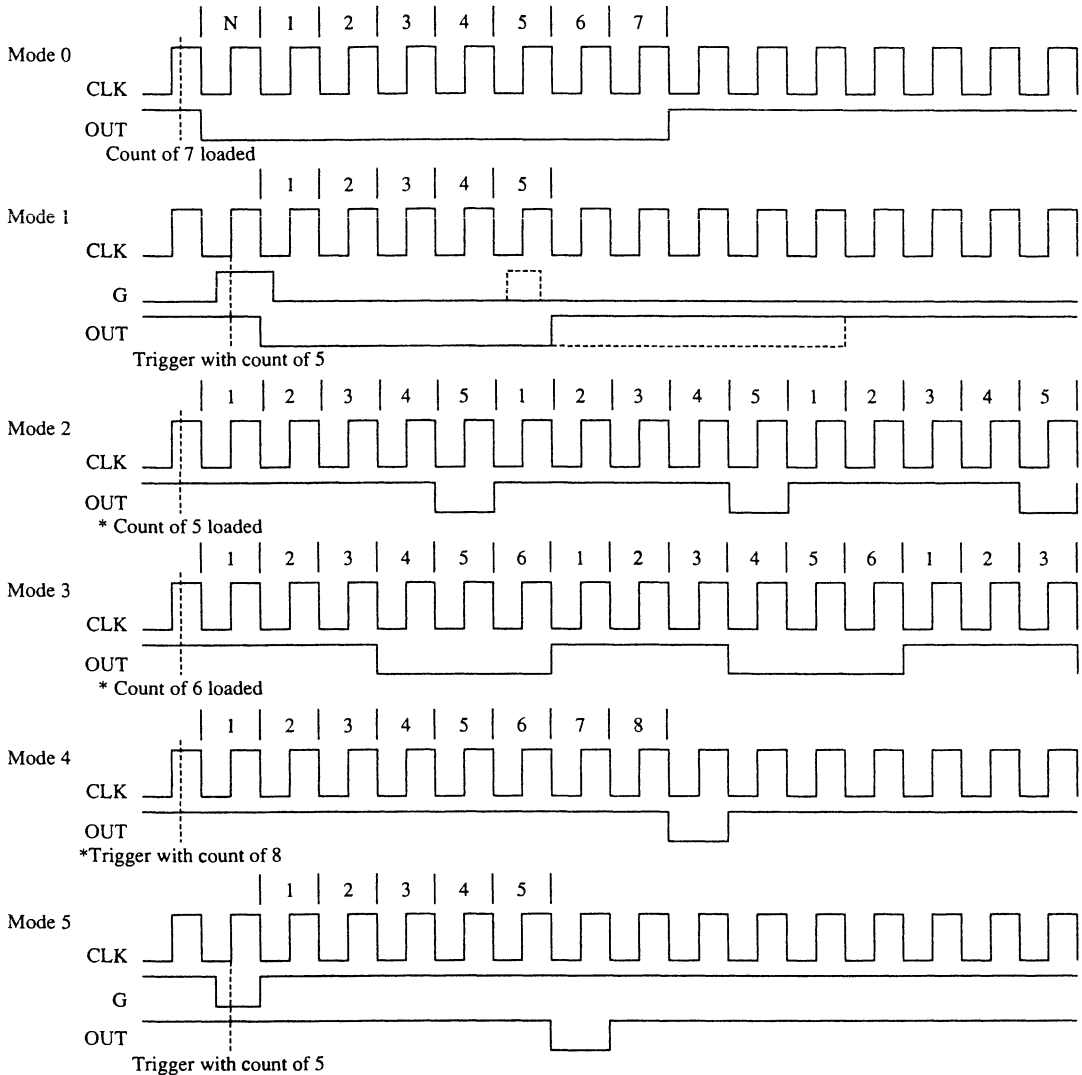 N 1 2 3 4 5 6 7
Mode 0
CLK
OUT
Count of 7 loaded
1 2 3 4 5
Mode 1
CLK
G
OUT
Trigger with count of 5
1 2 3 4 5 1 2 3 4 5 1 2 3 4 5
Mode 2
CLK
OUT
* Count of 5 loaded
1 2 3 4 5 6 1 2 3 4 5 6 1 2 3
Mode 3
CLK
OUT
* Count of 6 loaded
1 2 3 4 5 6 7 8
Mode 4
CLK
OUT
*Trigger with count of 8
1 2 3 4 5
Mode 5
CLK
G
OUT
Trigger with count of 5